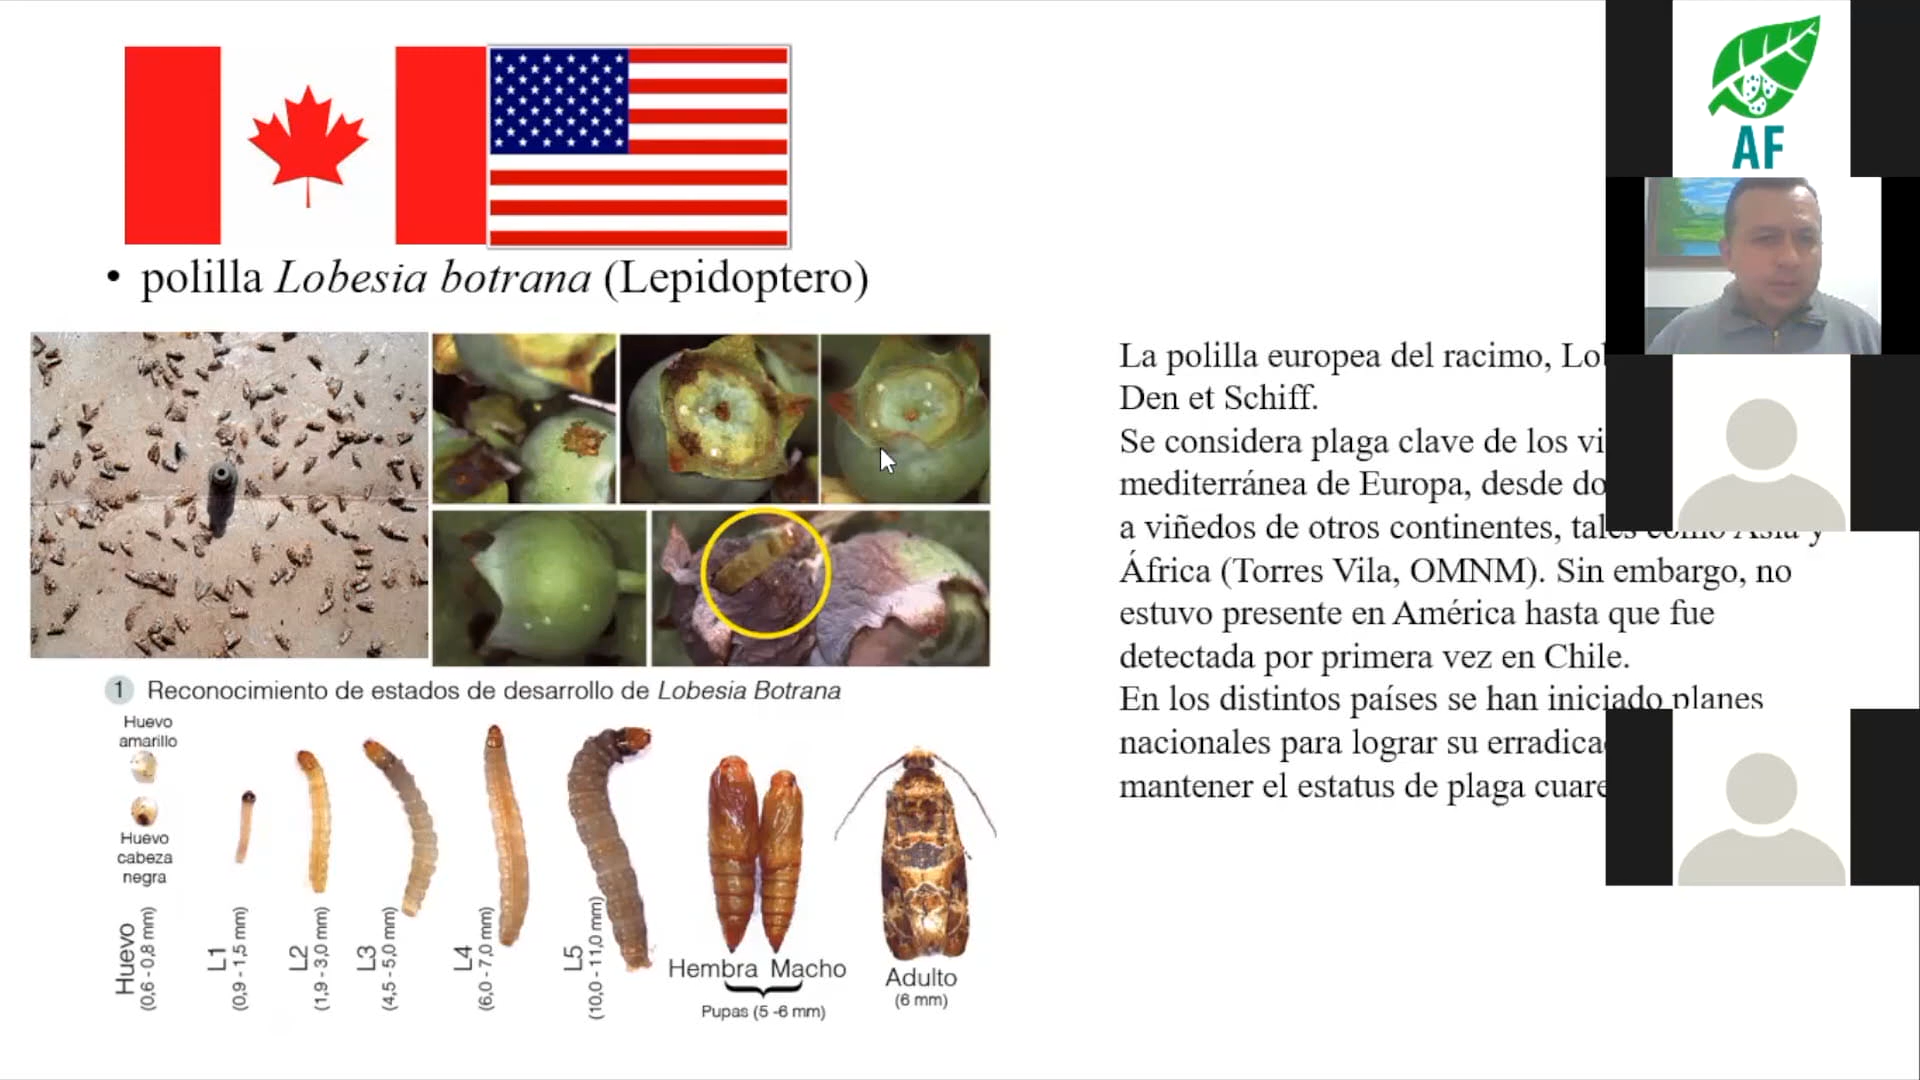 • polilla Lobesia botrana (Lepidoptero)
1 Reconocimiento de estados de desarrollo de Lobesia Botrana
Huevo
amarillo
Huevo
cabeza
negra
Huevo
(0,6 - 0,8 mm)
L1
(0,9 - 1,5 mm)
L2
(1,9 - 3,0 mm)
L3
(4,5 - 5,0 mm)
L4
(6,0 - 7,0 mm)
L5
(10,0 - 11,0 mm)
Hembra Macho
Pupas (5 -6 mm)
Adulto
(6 mm)
La polilla europea del racimo,
Den et Schiff.
Se considera plaga clave de los
mediterránea de Europa, desde
a viñedos de otros continentes, tales como Asia y
África (Torres Vila, OMNM). Sin embargo, no
estuvo presente en América hasta que fue
detectada por primera vez en Chile.
En los distintos países se han iniciado planes
nacionales para lograr su
mantener el estatus de plaga
AF